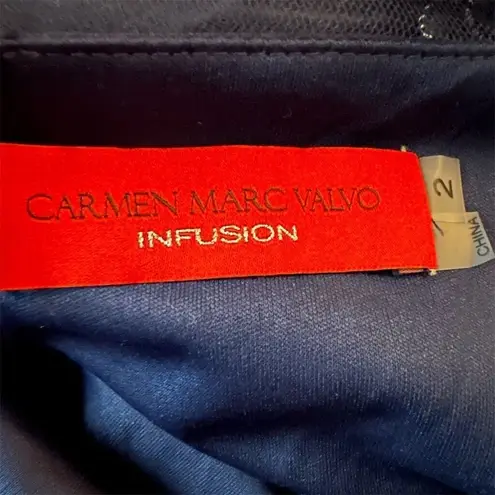 CARMEN MARC VALVO
INFUSION
2
CHINA